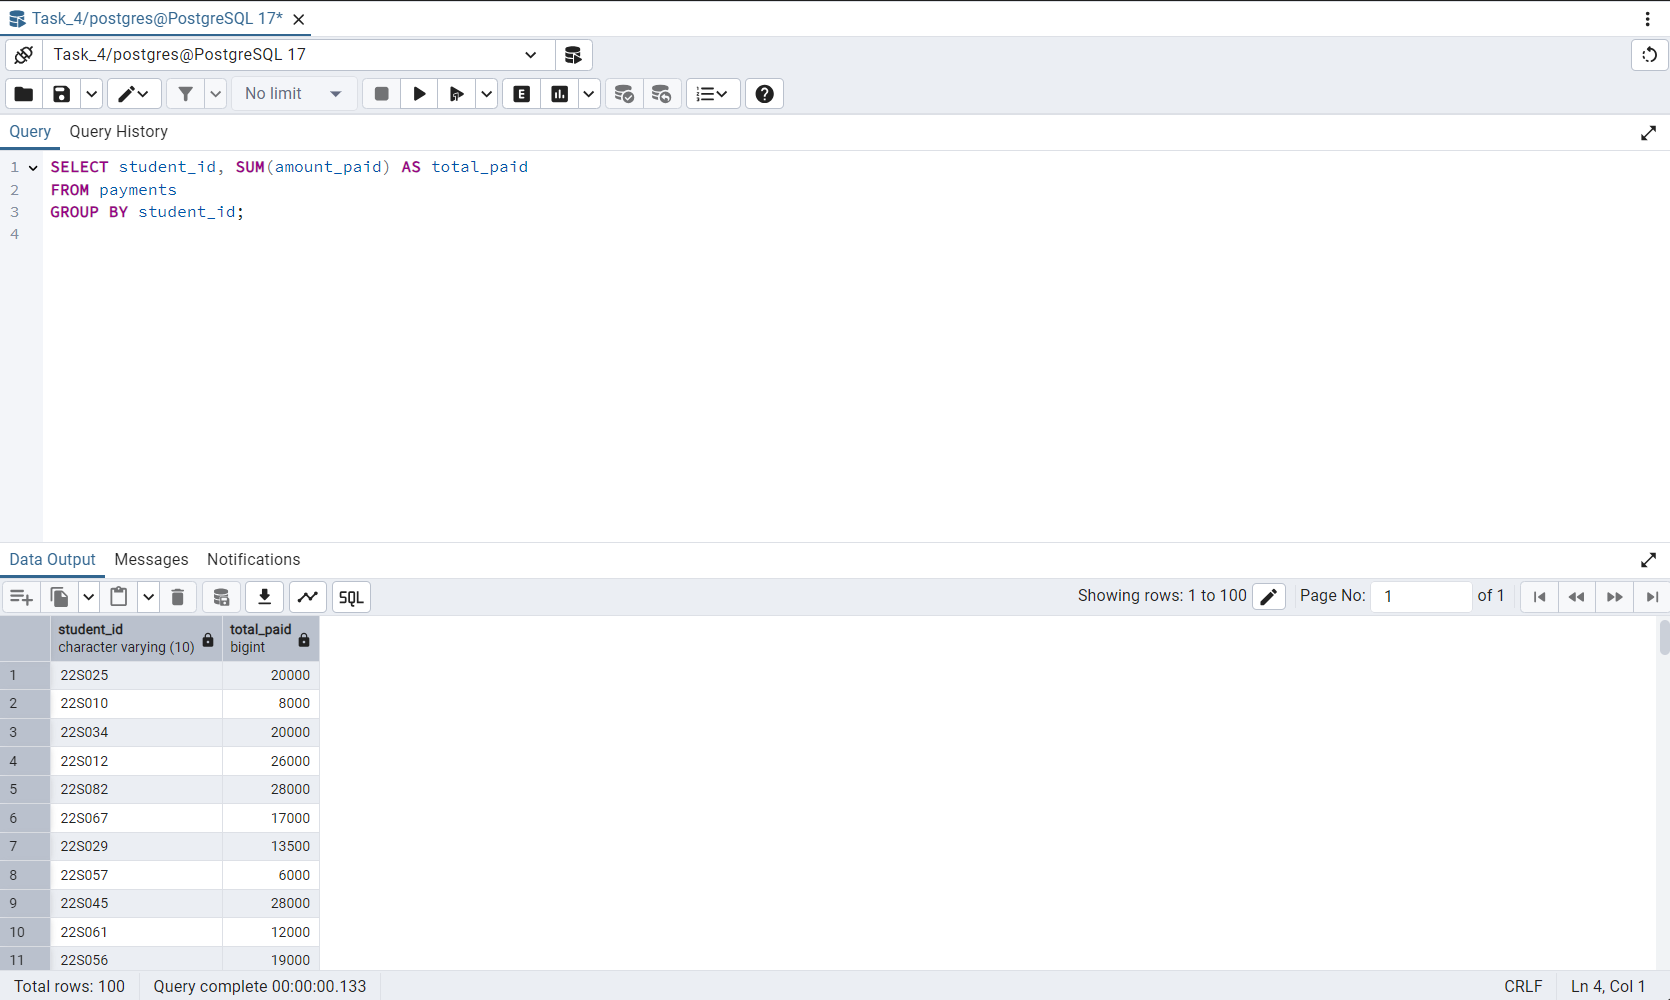 Task_4/postgres@PostgreSQL 17*
Task_4/postgres@PostgreSQL 17
No limit
E
Query Query History
1 SELECT student_id, SUM(amount_paid) AS total_paid
2 FROM payments
3 GROUP BY student_id;
4
Data Output Messages Notifications
SQL Showing rows: 1 to 100 Page No: 1 of 1
student_id total_paid
character varying (10) bigint
1 22S025 20000
2 22S010 8000
3 22S034 20000
4 22S012 26000
5 22S082 28000
6 22S067 17000
7 22S029 13500
8 22S057 6000
9 22S045 28000
10 22S061 12000
11 22S056 19000
Total rows: 100 Query complete 00:00:00.133 CRLF Ln 4, Col 1